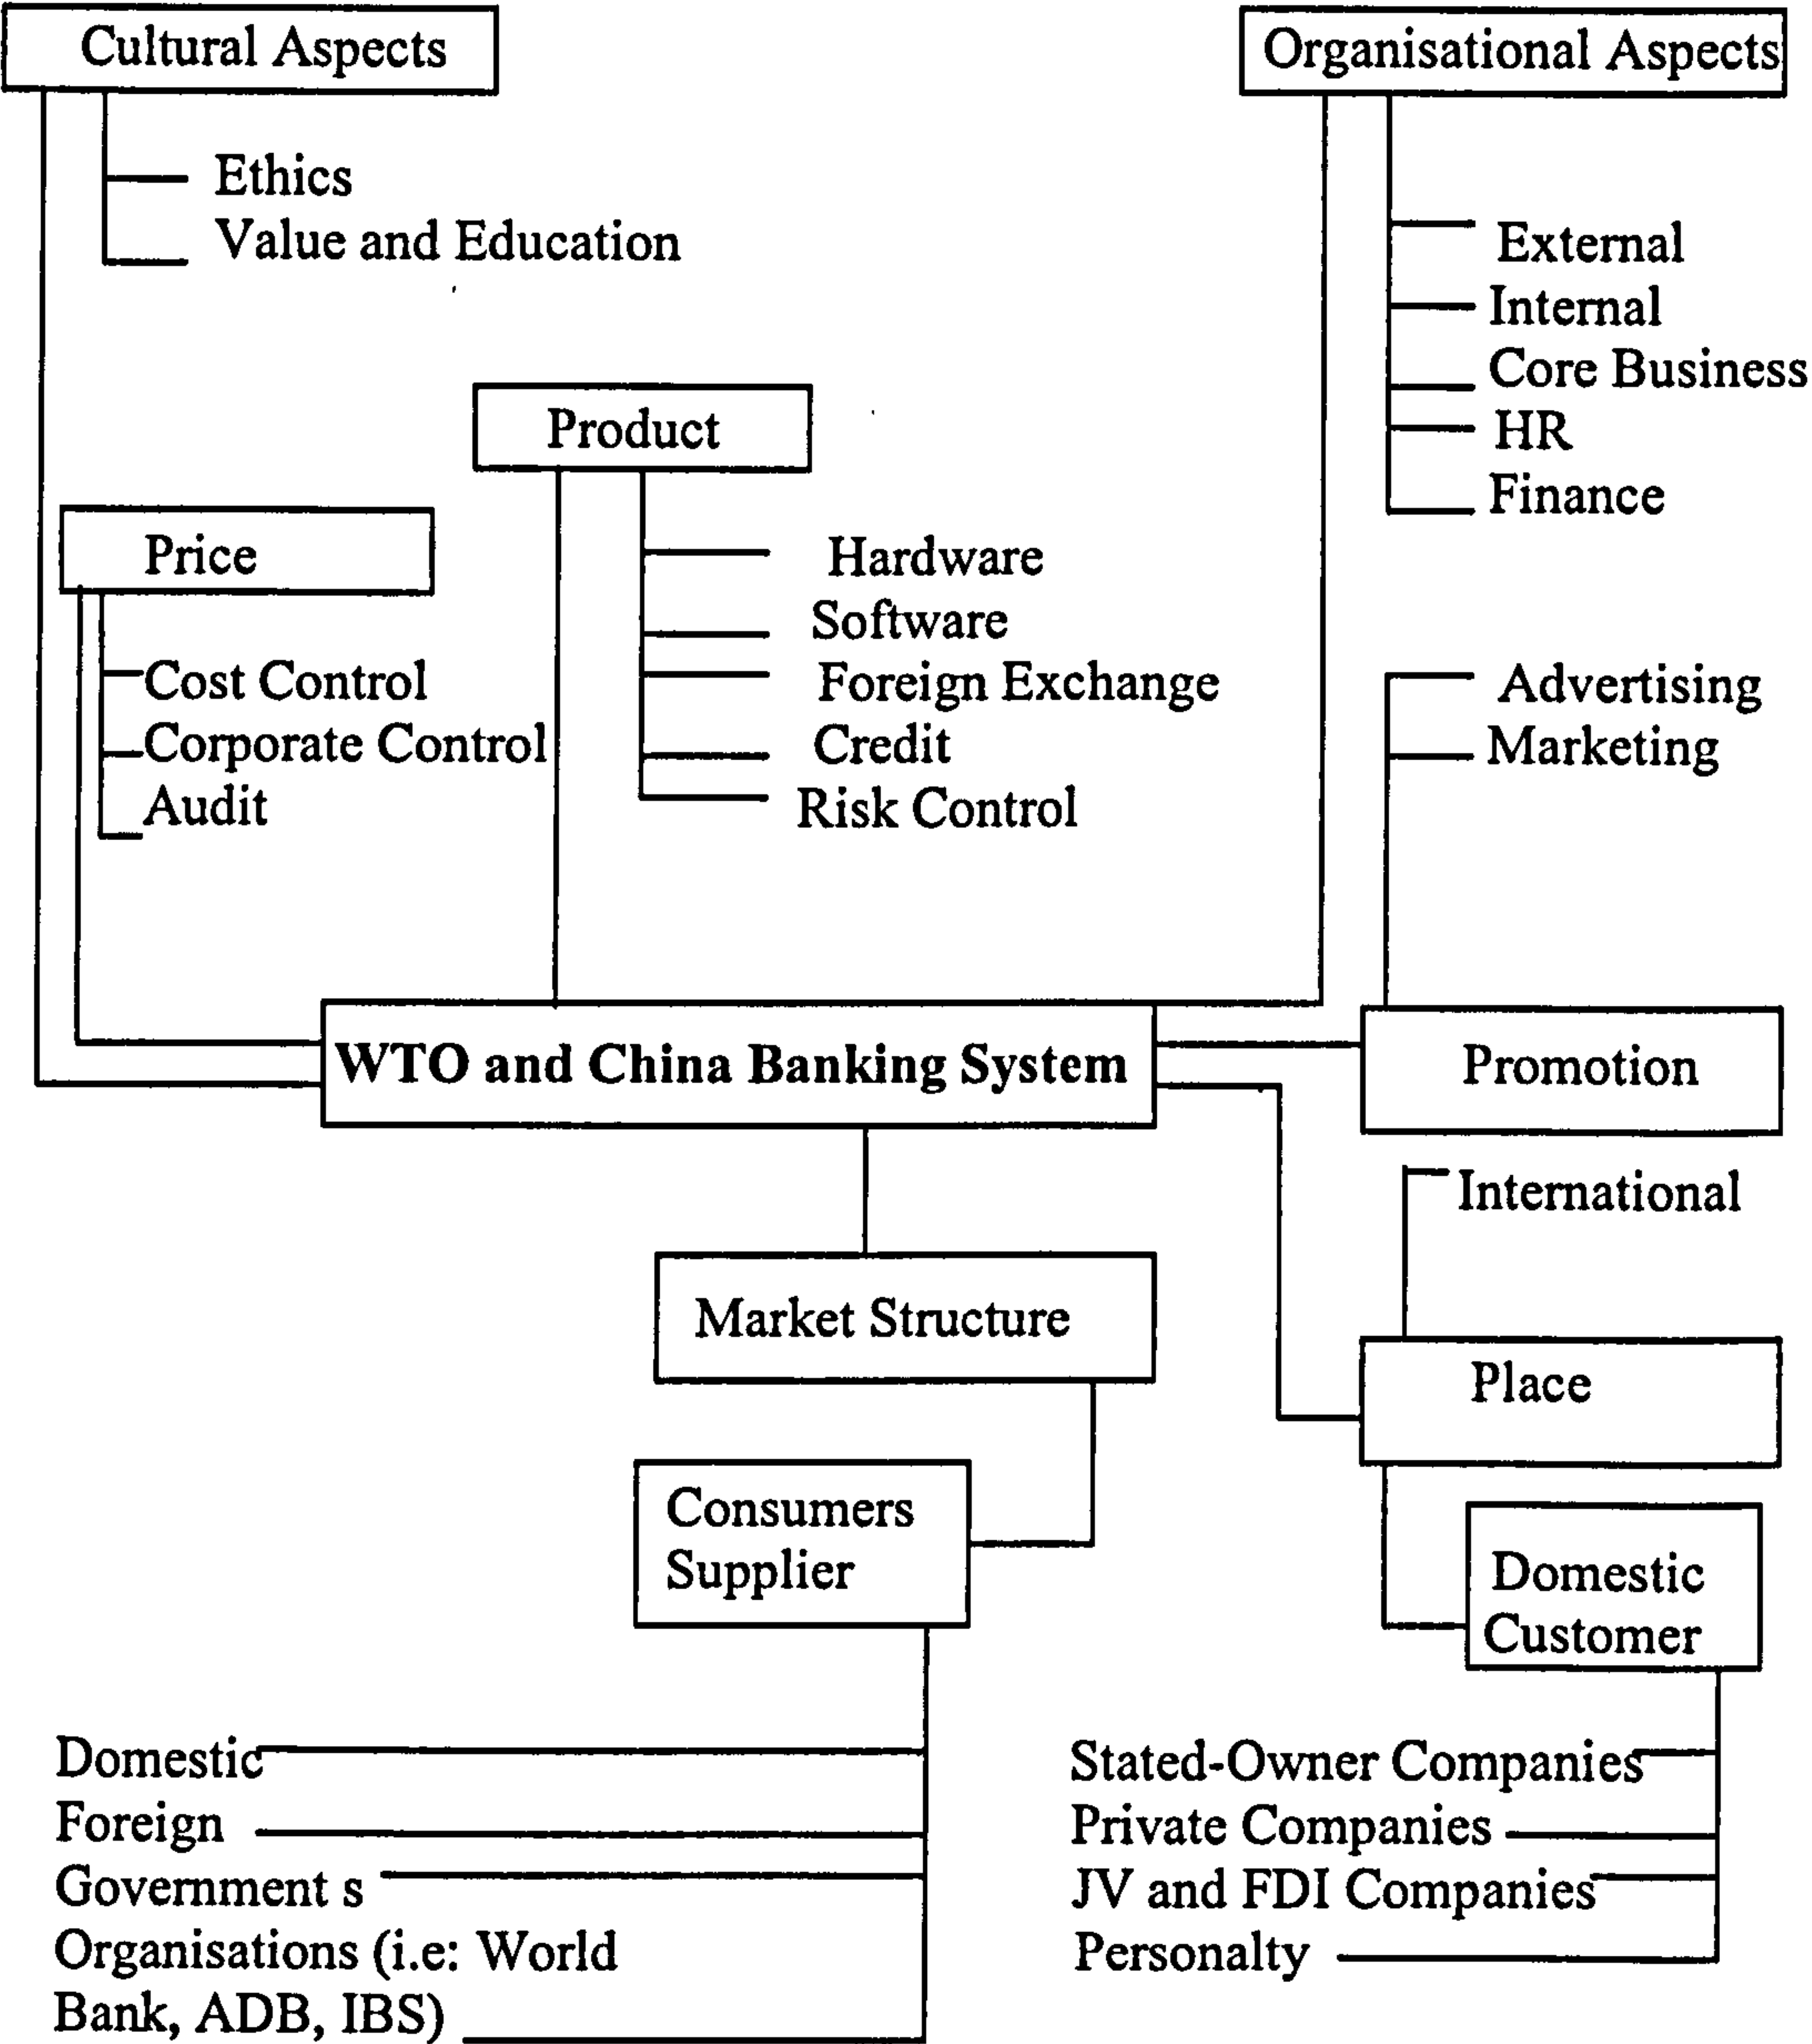 Cultural Aspects
Ethics
Value and Education
Organisational Aspects
External
Internal
Core Business
HR
Finance
Product
Hardware
Software
Foreign Exchange
Credit
Risk Control
Price
Cost Control
Corporate Control
Audit
Advertising
Marketing
WTO and China Banking System
Promotion
International
Market Structure
Place
Consumers
Supplier
Domestic
Customer
Domestic
Foreign
Government s
Organisations (i.e: World
Bank, ADB, IBS)
Stated-Owner Companies
Private Companies
JV and FDI Companies
Personalty